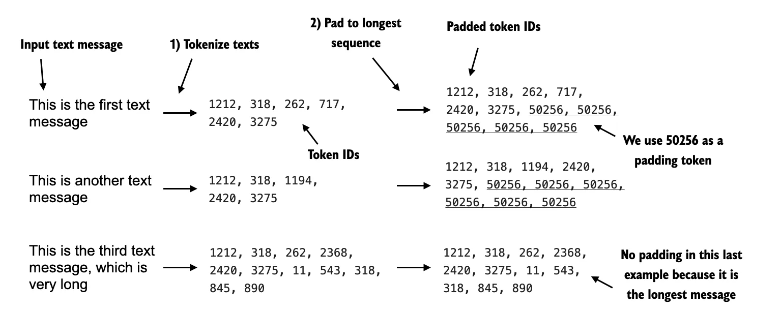 Input text message
1) Tokenize texts
2) Pad to longest
sequence
Padded token IDs
This is the first text
message
1212, 318, 262, 717,
2420, 3275
Token IDs
1212, 318, 262, 717,
2420, 3275, 50256, 50256,
50256, 50256, 50256
We use 50256 as a
padding token
This is another text
message
1212, 318, 1194,
2420, 3275
1212, 318, 1194, 2420,
3275, 50256, 50256, 50256,
50256, 50256, 50256
This is the third text
message, which is
very long
1212, 318, 262, 2368,
2420, 3275, 11, 543, 318,
845, 890
1212, 318, 262, 2368,
2420, 3275, 11, 543,
318, 845, 890
No padding in this last
example because it is
the longest message